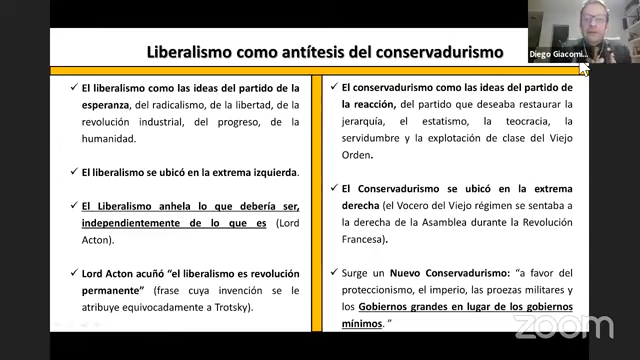 Liberalismo como antítesis del conservadurismo
✓ El liberalismo como las ideas del partido de la
esperanza, del radicalismo, de la libertad, de la
revolución industrial, del progreso, de la
humanidad.
✓ El liberalismo se ubicó en la extrema izquierda.
✓ El Liberalismo anhela lo que debería ser,
independientemente de lo que es (Lord
Acton).
✓ Lord Acton acuñó “el liberalismo es revolución
permanente” (frase cuya invención se le
atribuye equivocadamente a Trotsky).
✓ El conservadurismo como las ideas del partido de
la reacción, del partido que deseaba restaurar la
jerarquía, el estatismo, la teocracia, la
servidumbre y la explotación de clase del Viejo
Orden.
✓ El Conservadurismo se ubicó en la extrema
derecha (el Vocero del Viejo régimen se sentaba a
la derecha de la Asamblea durante la Revolución
Francesa).
✓ Surge un Nuevo Conservadurismo: “a favor del
proteccionismo, el imperio, las proezas militares y
los Gobiernos grandes en lugar de los gobiernos
mínimos. ”
Diego Giacomi
zoom